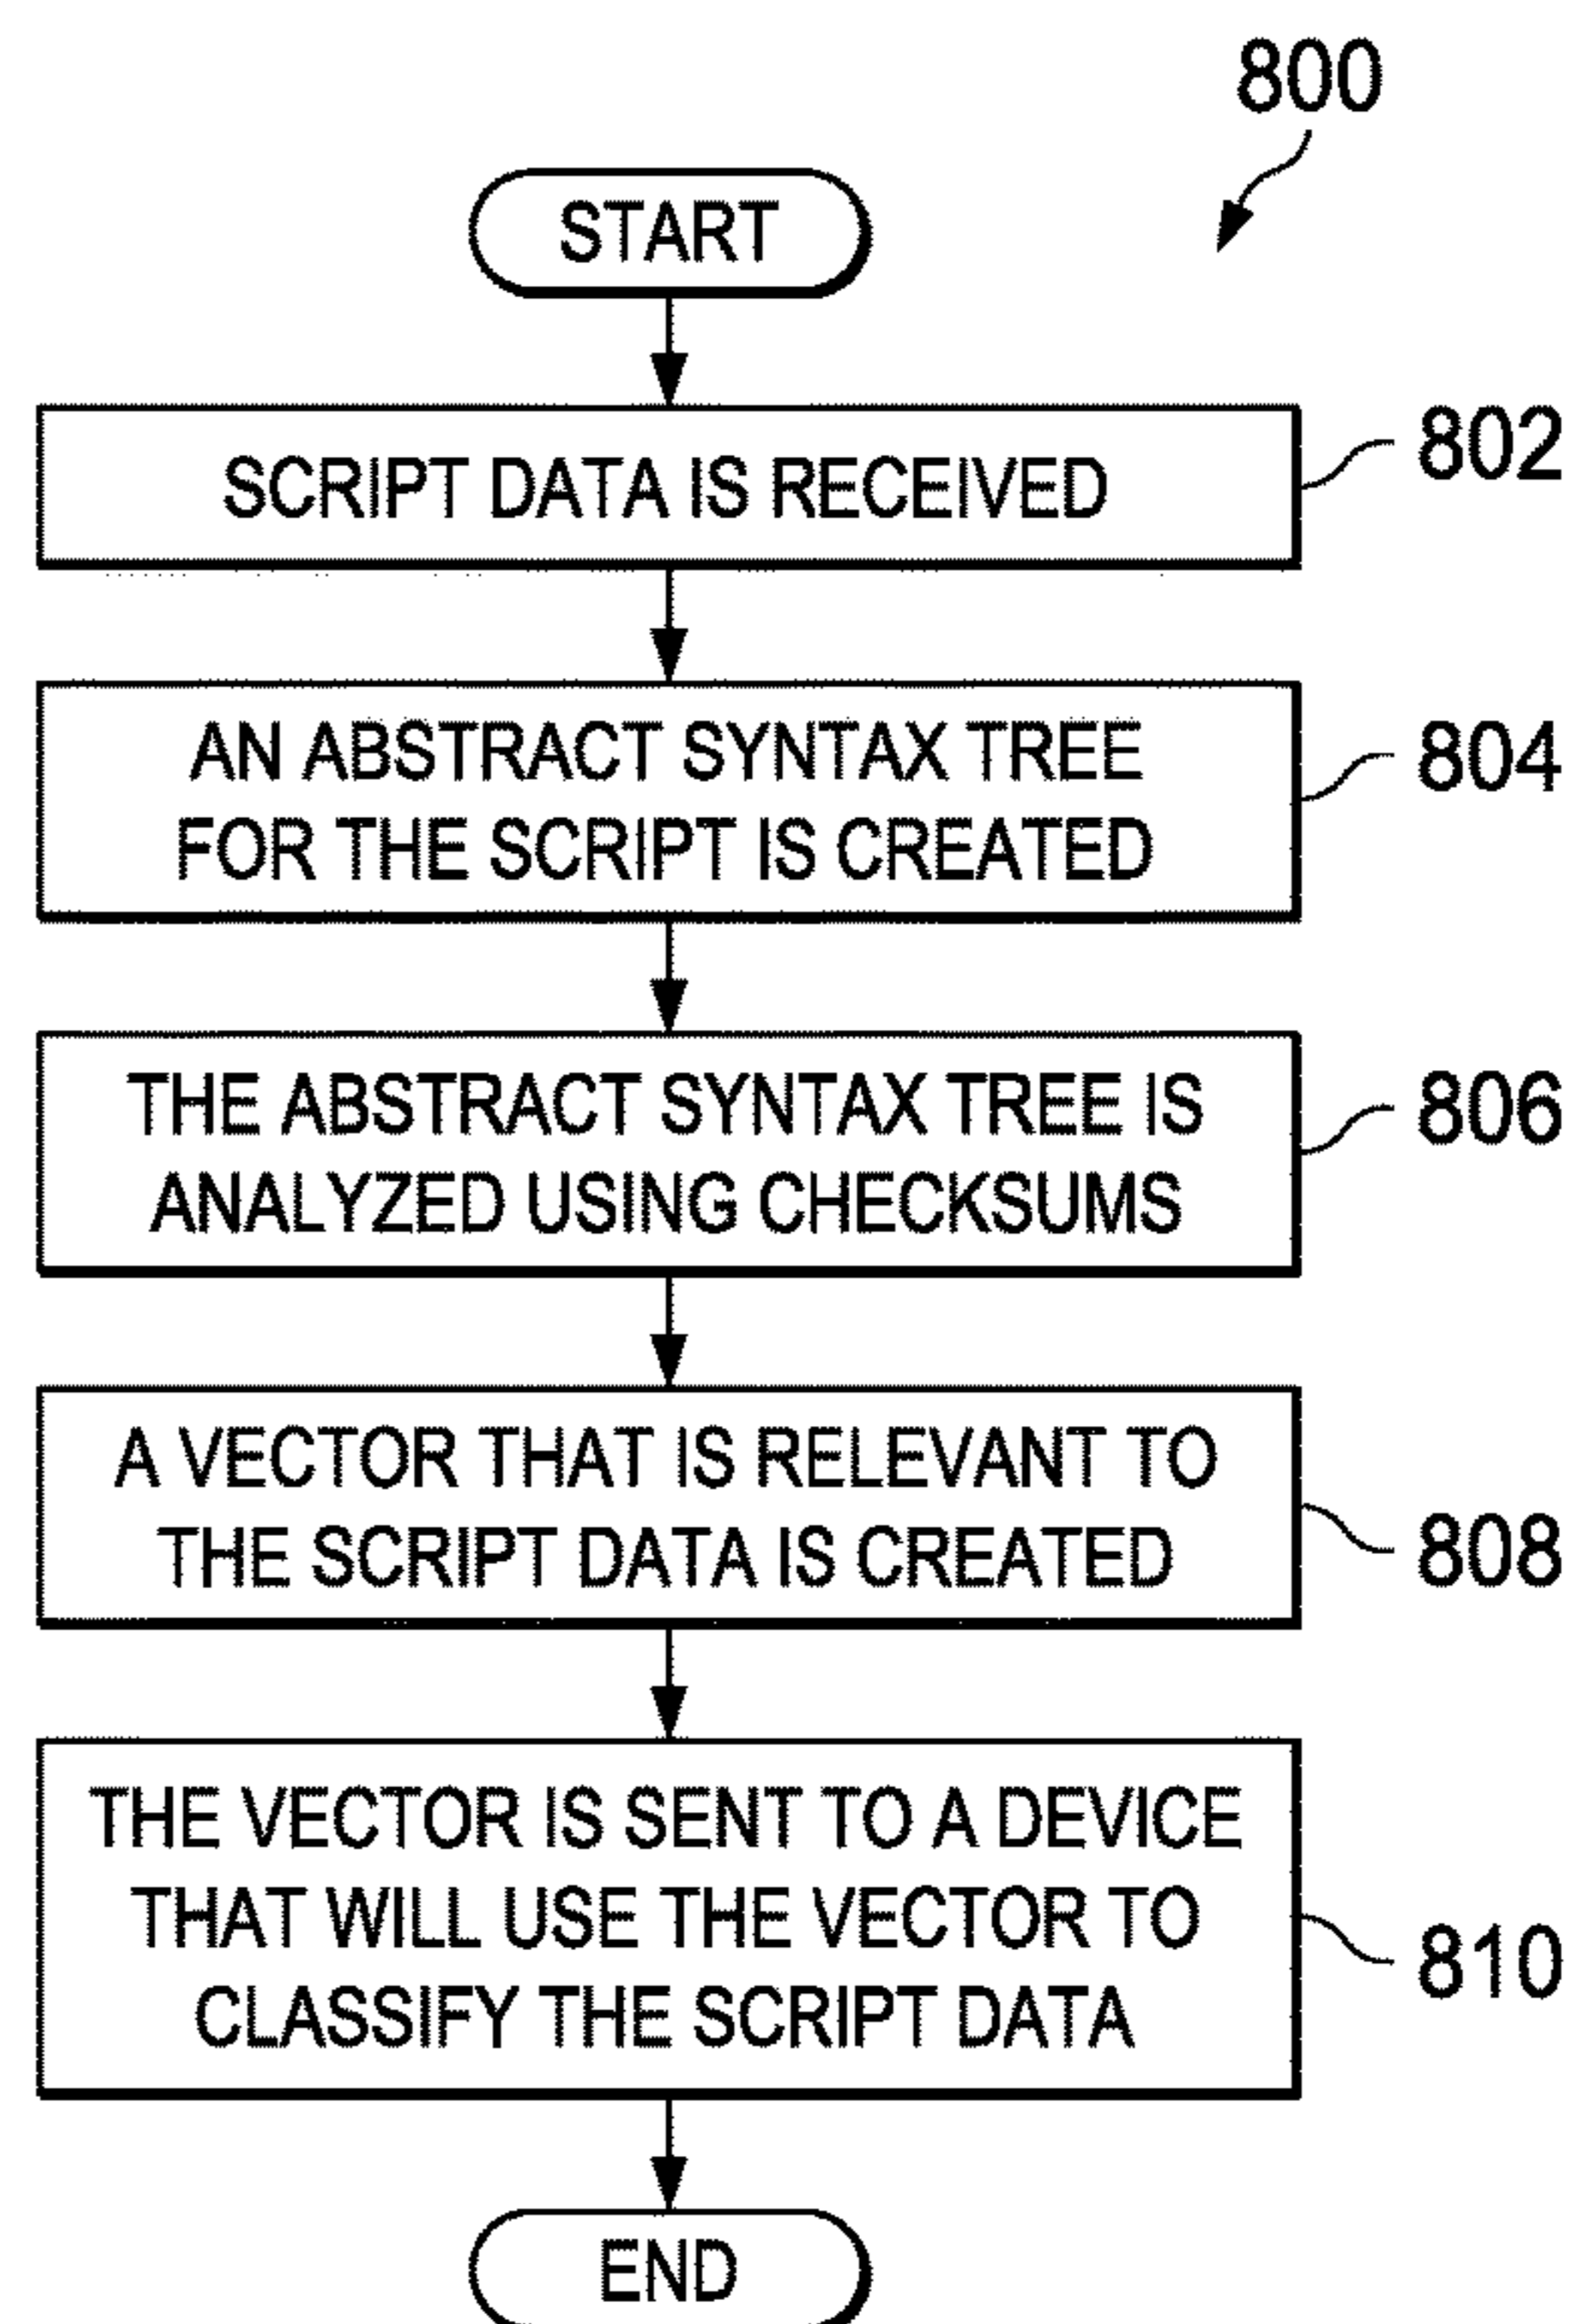 800
START
SCRIPT DATA IS RECEIVED
802
AN ABSTRACT SYNTAX TREE
FOR THE SCRIPT IS CREATED
804
THE ABSTRACT SYNTAX TREE IS
ANALYZED USING CHECKSUMS
806
A VECTOR THAT IS RELEVANT TO
THE SCRIPT DATA IS CREATED
808
THE VECTOR IS SENT TO A DEVICE
THAT WILL USE THE VECTOR TO
CLASSIFY THE SCRIPT DATA
810
END